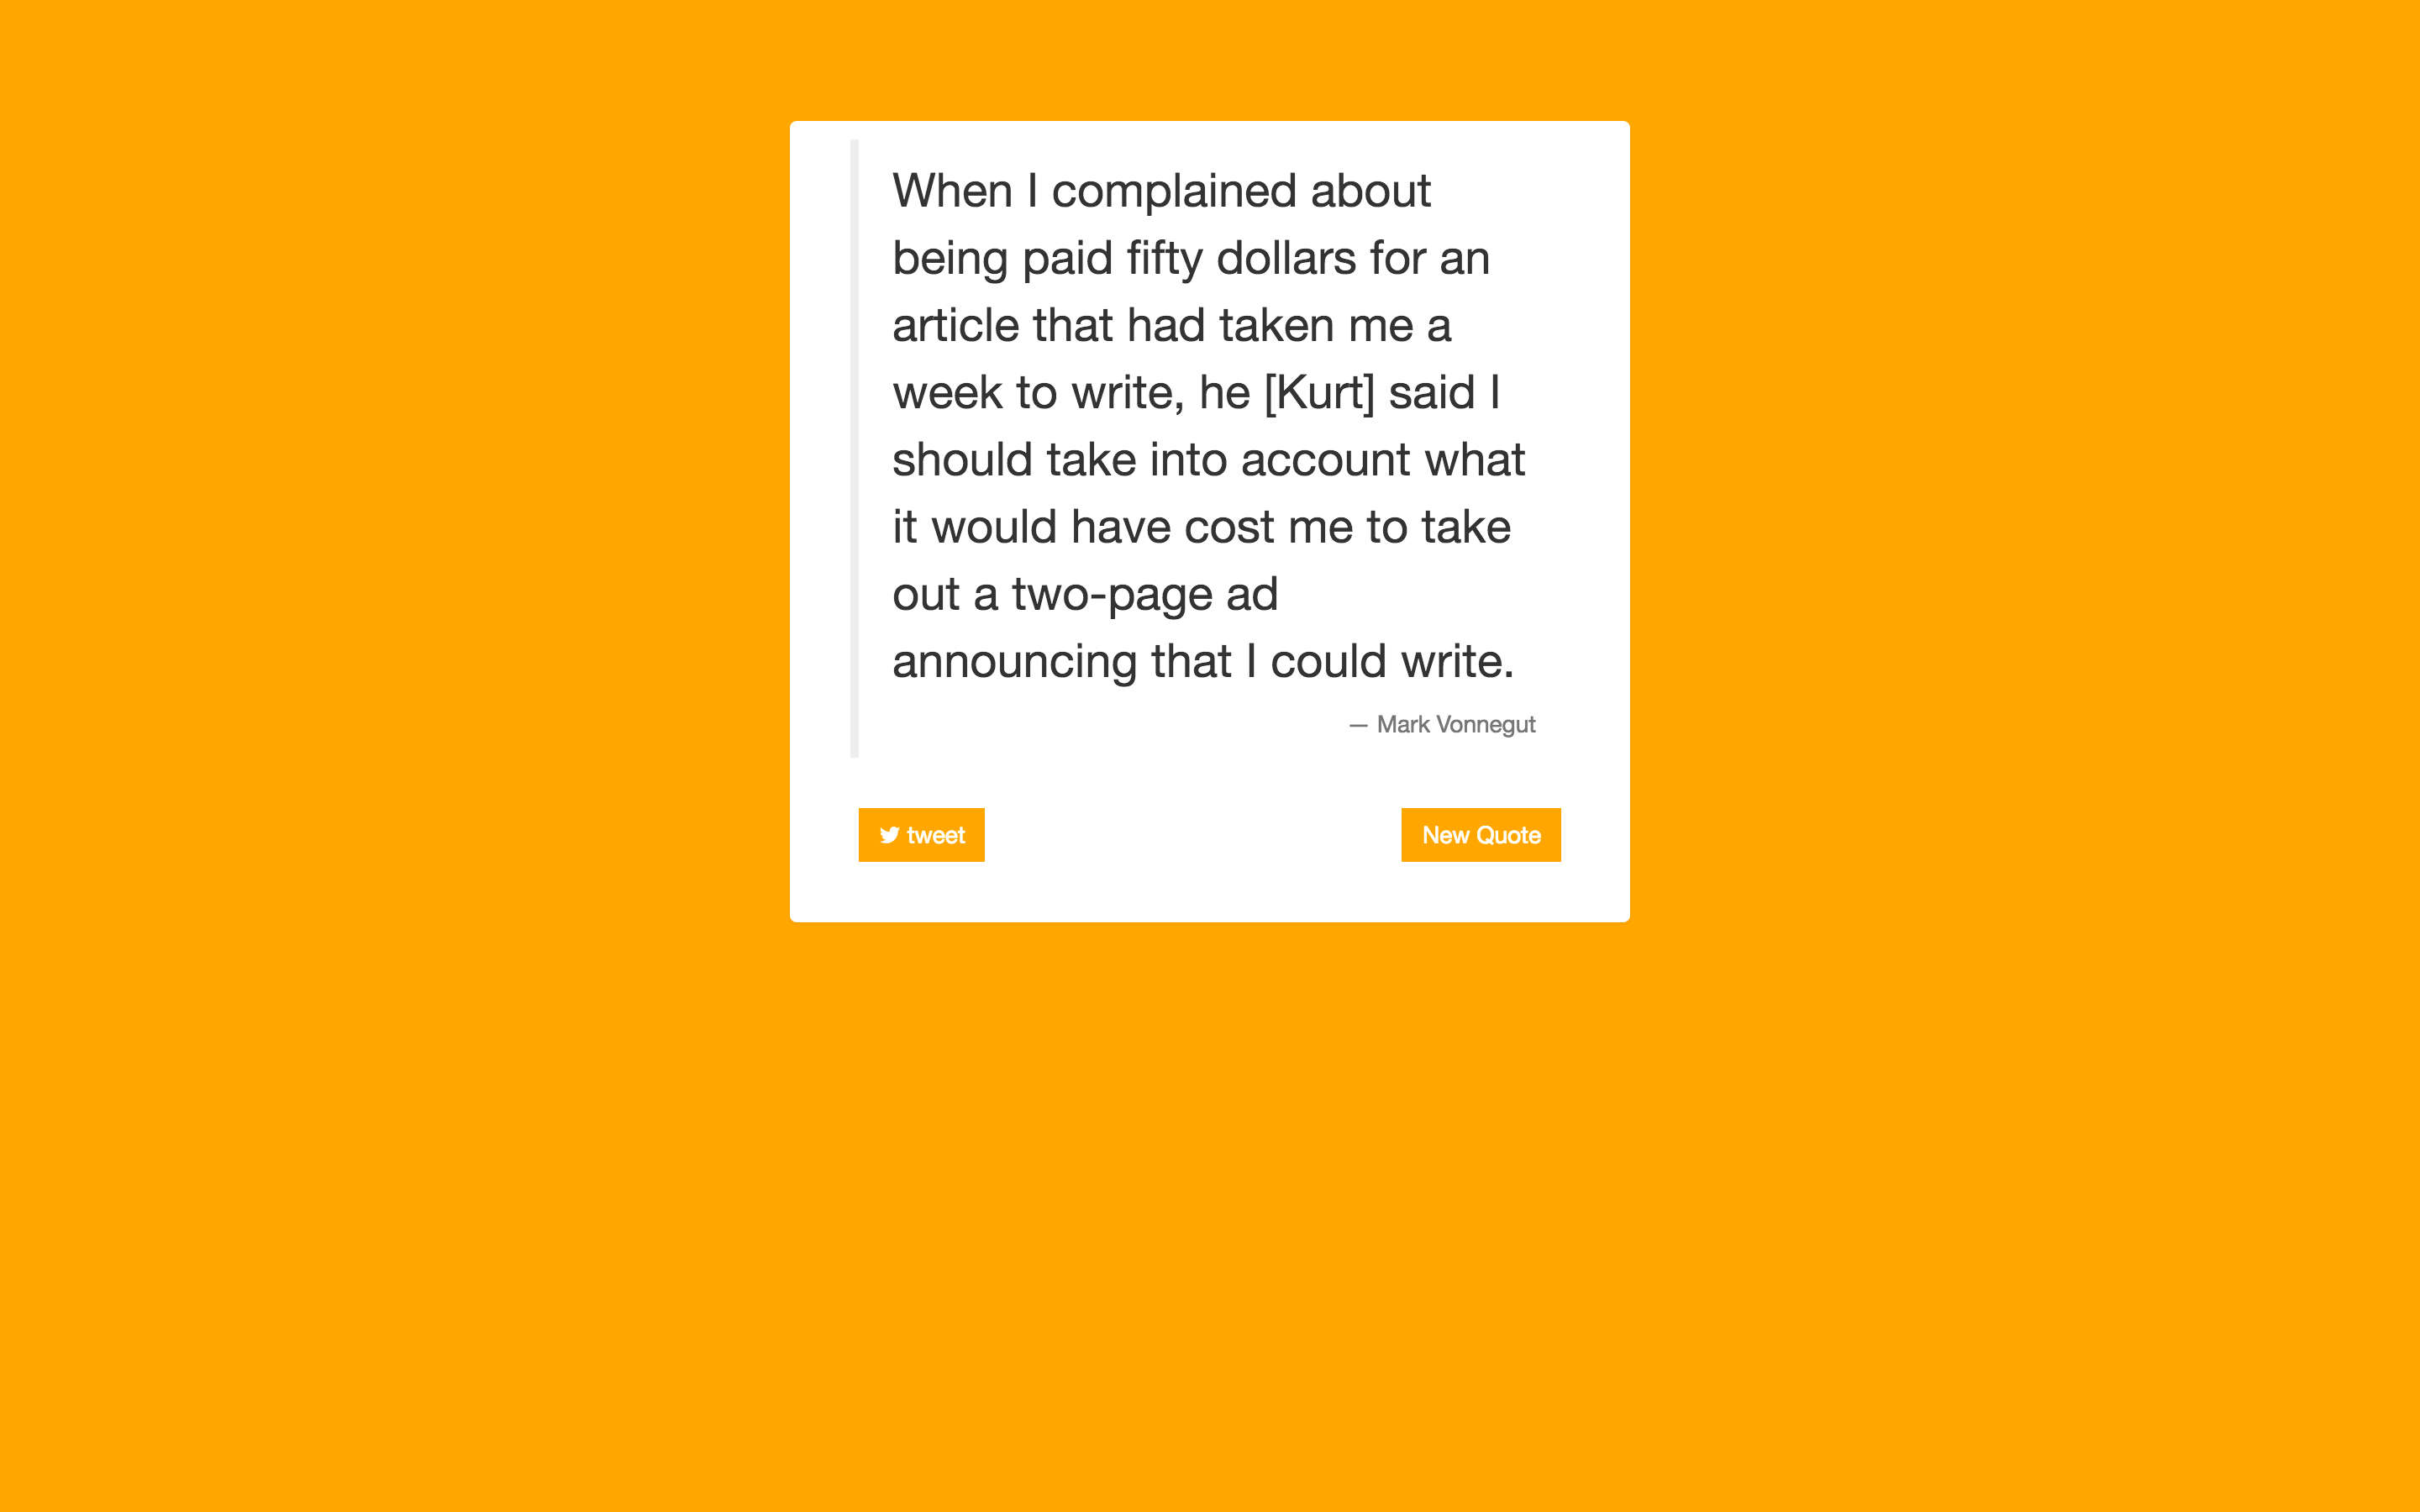 When I complained about
being paid fifty dollars for an
article that had taken me a
week to write, he [Kurt] said I
should take into account what
it would have cost me to take
out a two-page ad
announcing that I could write.
— Mark Vonnegut
tweet
New Quote